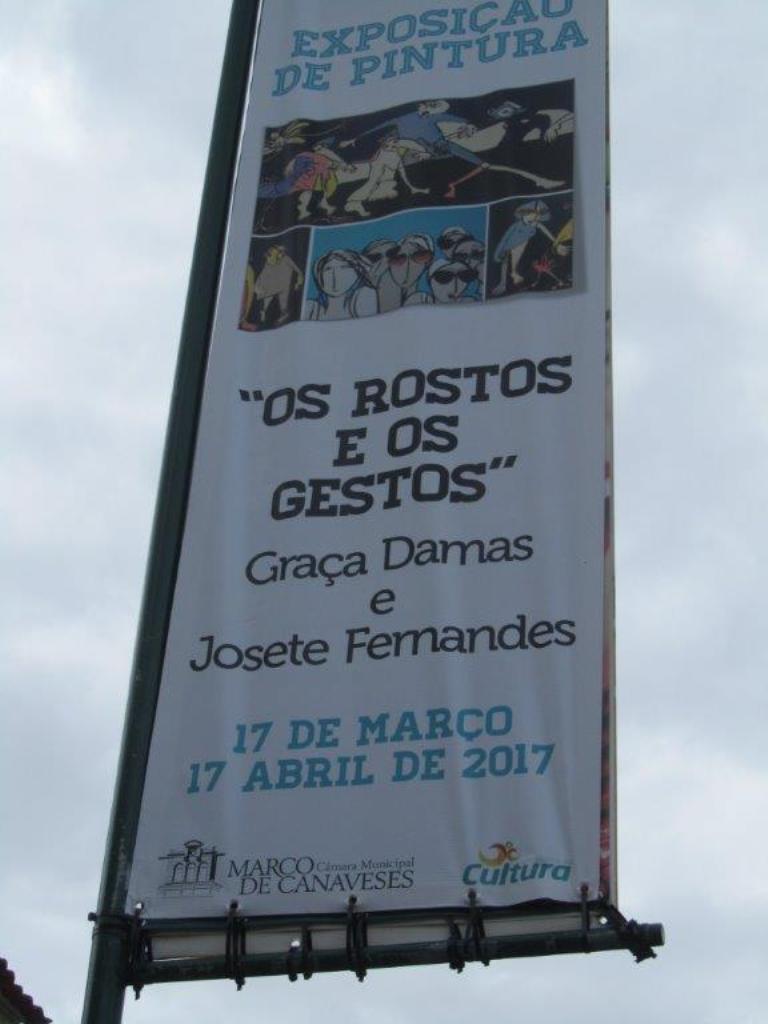 EXPOSIÇÃO
DE PINTURA
"OS ROSTOS
E OS
GESTOS"
Graça Damas
e
Josete Fernandes
17 DE MARÇO
17 ABRIL DE 2017
MARCO Câmara Municipal
DE CANAVESES
Cultura